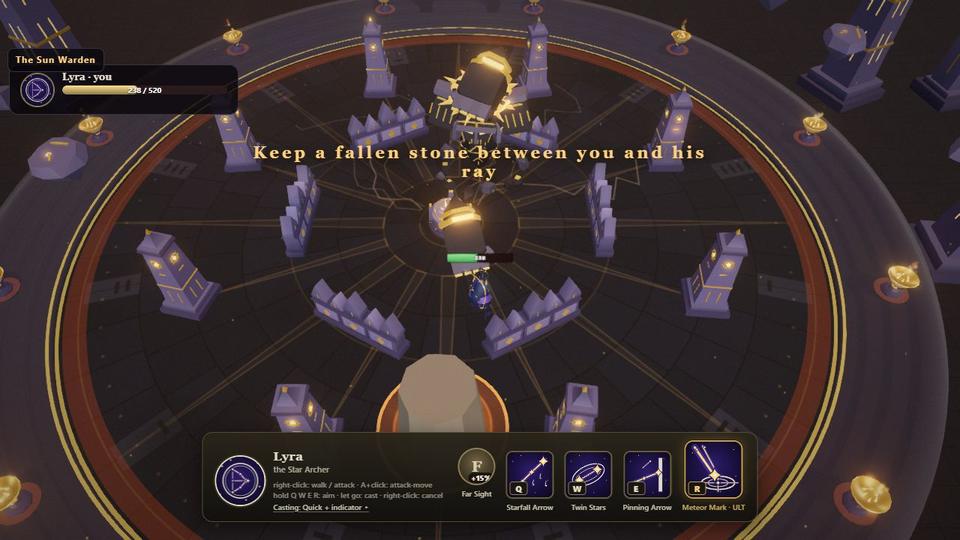 The Sun Warden
Lyra · you
238 / 520
Keep a fallen stone between you and his
ray
Lyra
the Star Archer
right-click: walk / attack · A+click: attack-move
hold Q W E R: aim · let go: cast · right-click: cancel
Casting: Quick + indicator
F
+15%
Far Sight
Q
Starfall Arrow
W
Twin Stars
E
Pinning Arrow
R
Meteor Mark · ULT